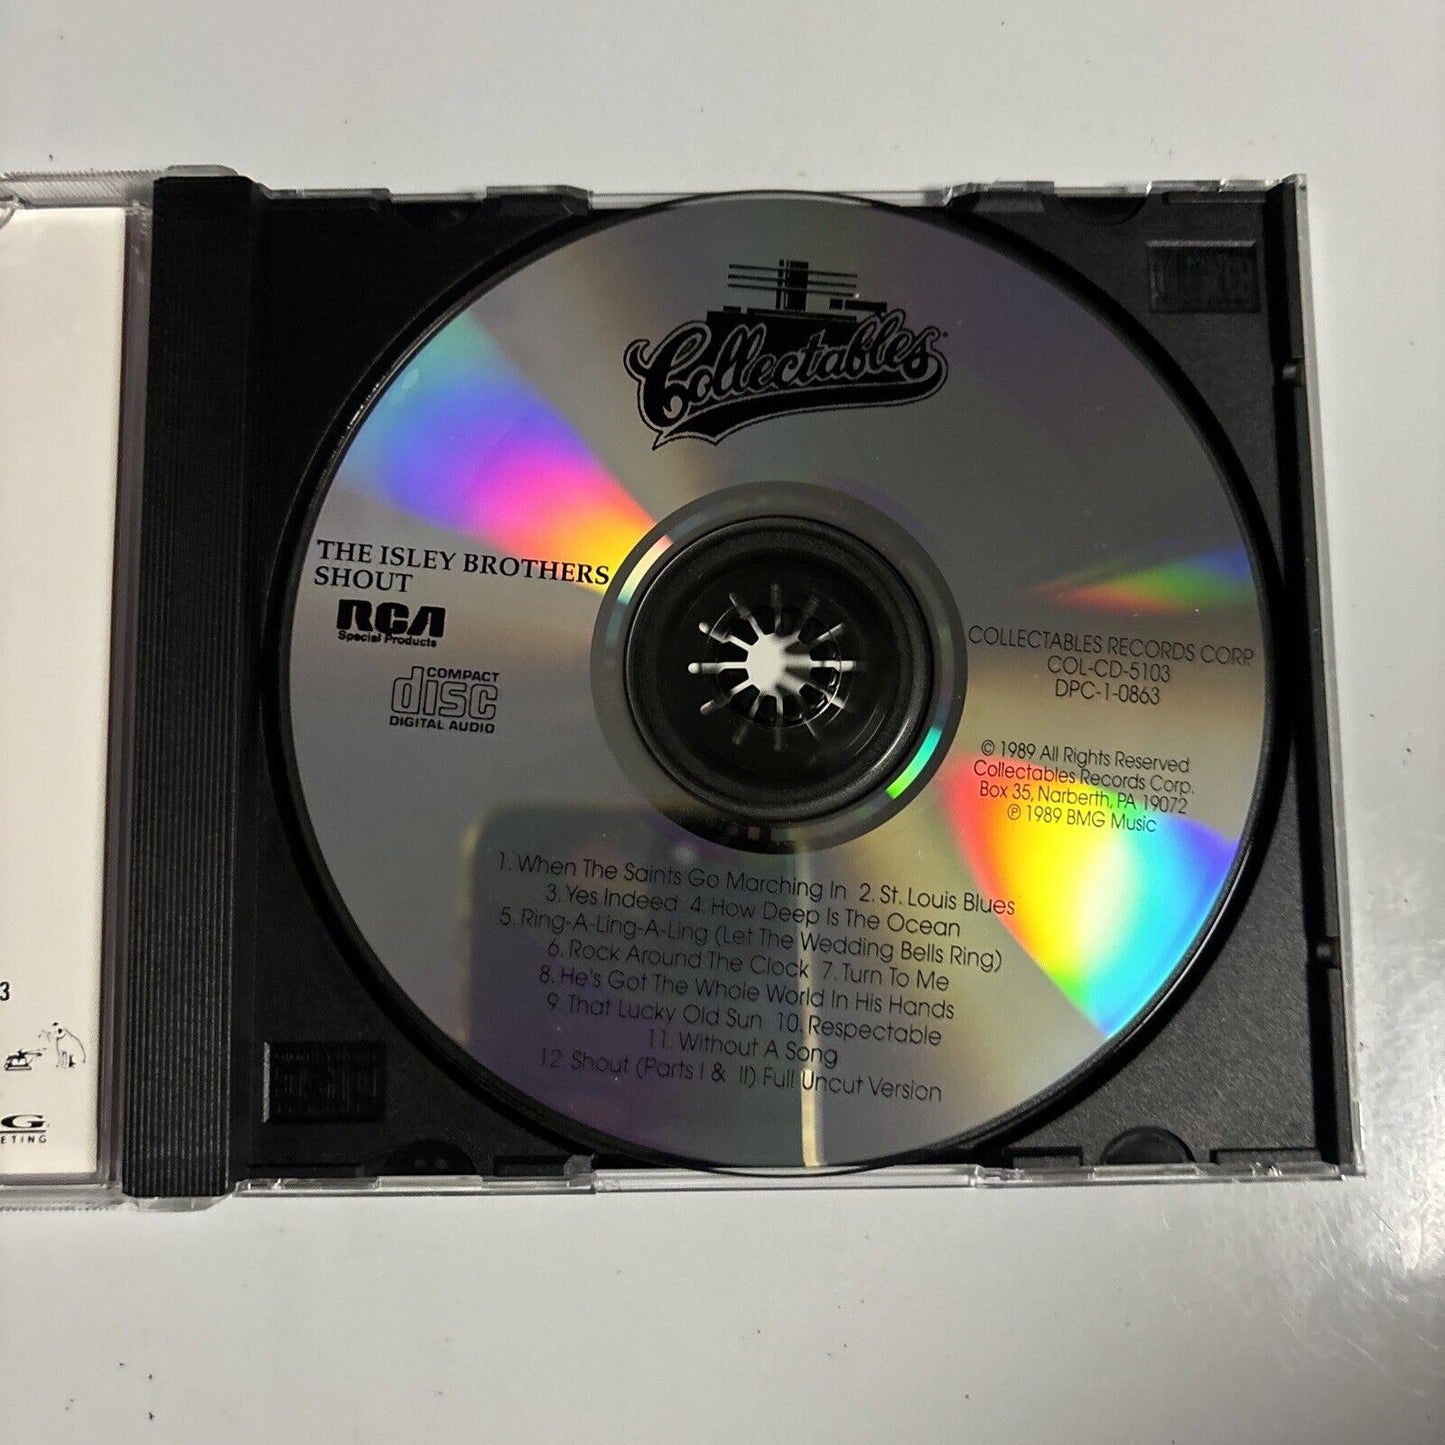 Collectables
THE ISLEY BROTHERS
SHOUT
RCA
Special Products
COMPACT
disc
DIGITAL AUDIO
COLLECTABLES RECORDS CORP.
COL-CD-5103
DPC-1-0863
© 1989 All Rights Reserved
Collectables Records Corp.
Box 35, Narberth, PA 19072
℗ 1989 BMG Music
1. When The Saints Go Marching In 2. St. Louis Blues
3. Yes Indeed 4. How Deep Is The Ocean
5. Ring-A-Ling-A-Ling (Let The Wedding Bells Ring)
6. Rock Around The Clock 7. Turn To Me
8. He's Got The Whole World In His Hands
9. That Lucky Old Sun 10. Respectable
11. Without A Song
12. Shout (Parts I & II) Full Uncut Version
3
G
ETING